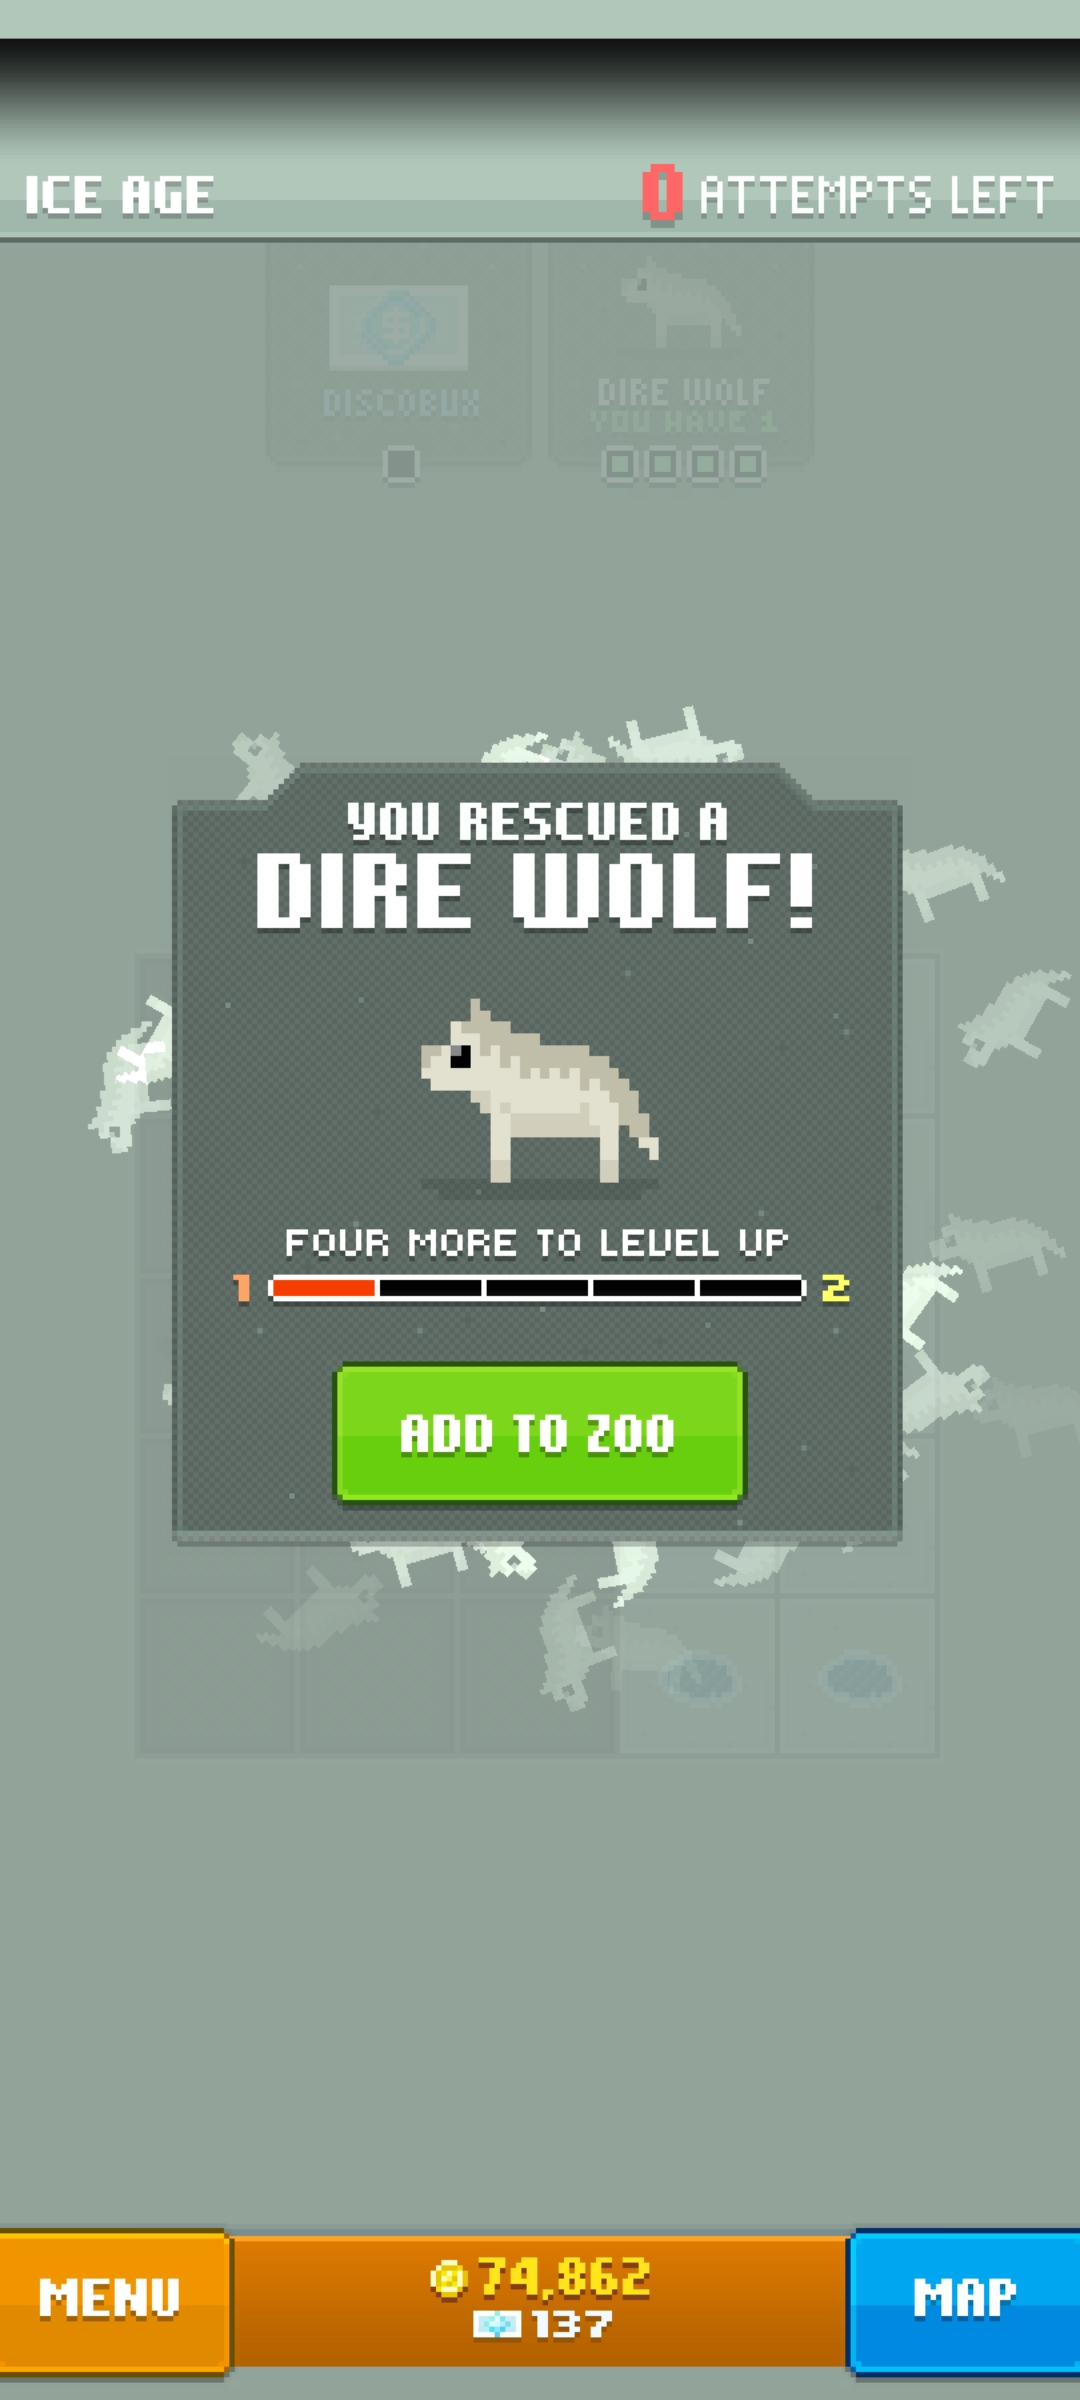 ICE AGE
0 ATTEMPTS LEFT
$
DISCOBUX
DIRE WOLF
YOU HAVE 1
YOU RESCUED A
DIRE WOLF!
FOUR MORE TO LEVEL UP
1 2
ADD TO ZOO
MENU
74,862
137
MAP